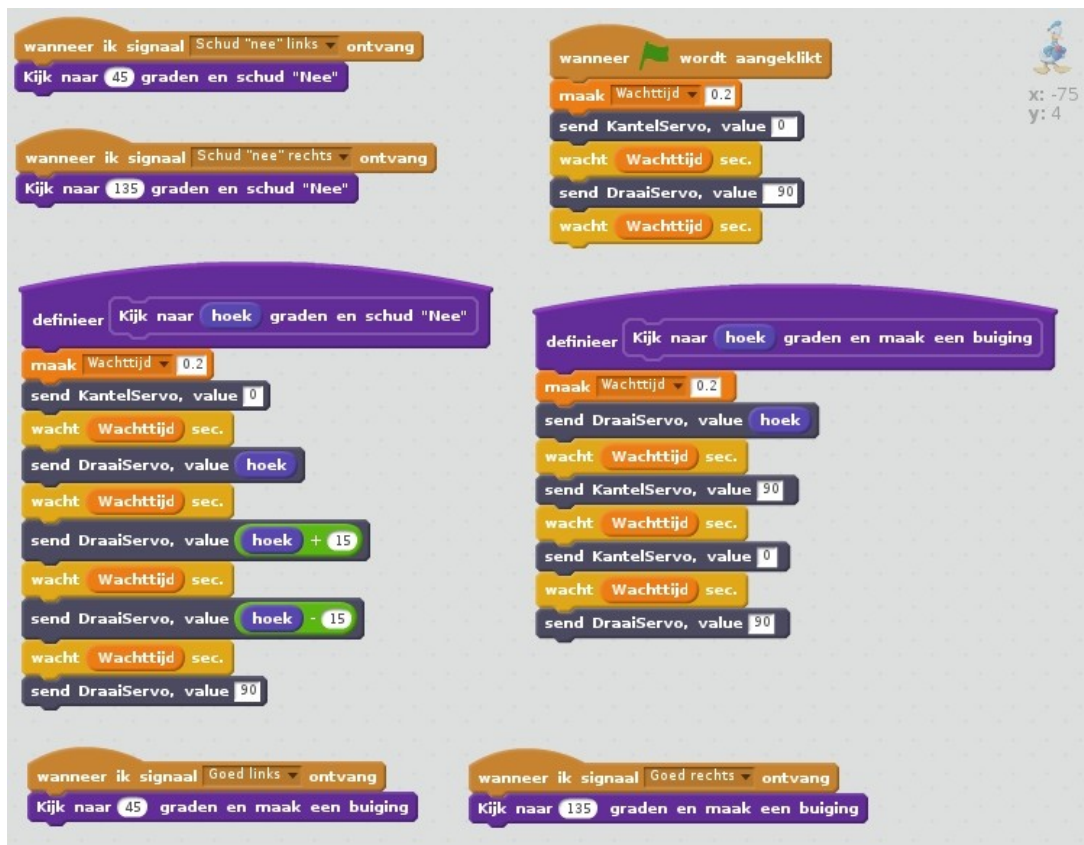 wanneer ik signaal Schud "nee" links ontvang
Kijk naar 45 graden en schud "Nee"
wanneer ik signaal Schud "nee" rechts ontvang
Kijk naar 135 graden en schud "Nee"
wanneer wordt aangeklikt
maak Wachttijd 0.2
send KantelServo, value 0
wacht Wachttijd sec.
send DraaiServo, value 90
wacht Wachttijd sec.
x: -75
y: 4
definieer Kijk naar hoek graden en schud "Nee"
maak Wachttijd 0.2
send KantelServo, value 0
wacht Wachttijd sec.
send DraaiServo, value hoek
wacht Wachttijd sec.
send DraaiServo, value hoek + 15
wacht Wachttijd sec.
send DraaiServo, value hoek - 15
wacht Wachttijd sec.
send DraaiServo, value 90
definieer Kijk naar hoek graden en maak een buiging
maak Wachttijd 0.2
send DraaiServo, value hoek
wacht Wachttijd sec.
send KantelServo, value 90
wacht Wachttijd sec.
send KantelServo, value 0
wacht Wachttijd sec.
send DraaiServo, value 90
wanneer ik signaal Goed links ontvang
Kijk naar 45 graden en maak een buiging
wanneer ik signaal Goed rechts ontvang
Kijk naar 135 graden en maak een buiging